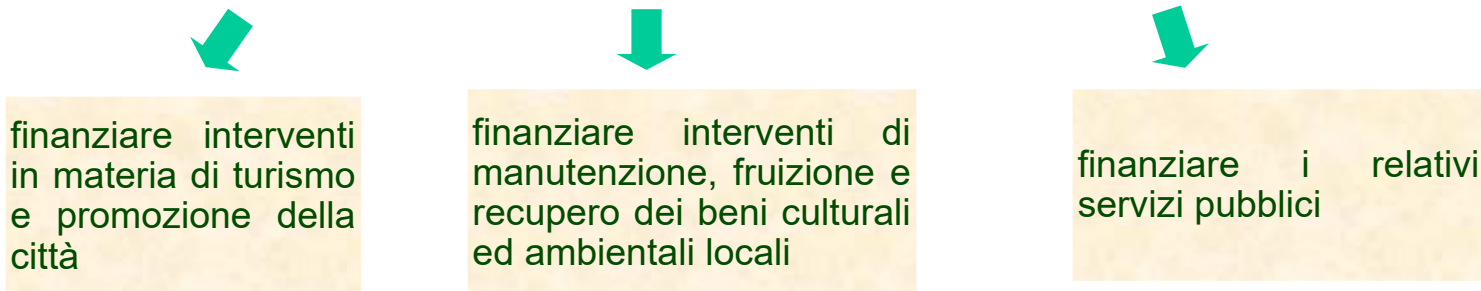 finanziare interventi
in materia di turismo
e promozione della
città
finanziare interventi di
manutenzione, fruizione e
recupero dei beni culturali
ed ambientali locali
finanziare i relativi
servizi pubblici